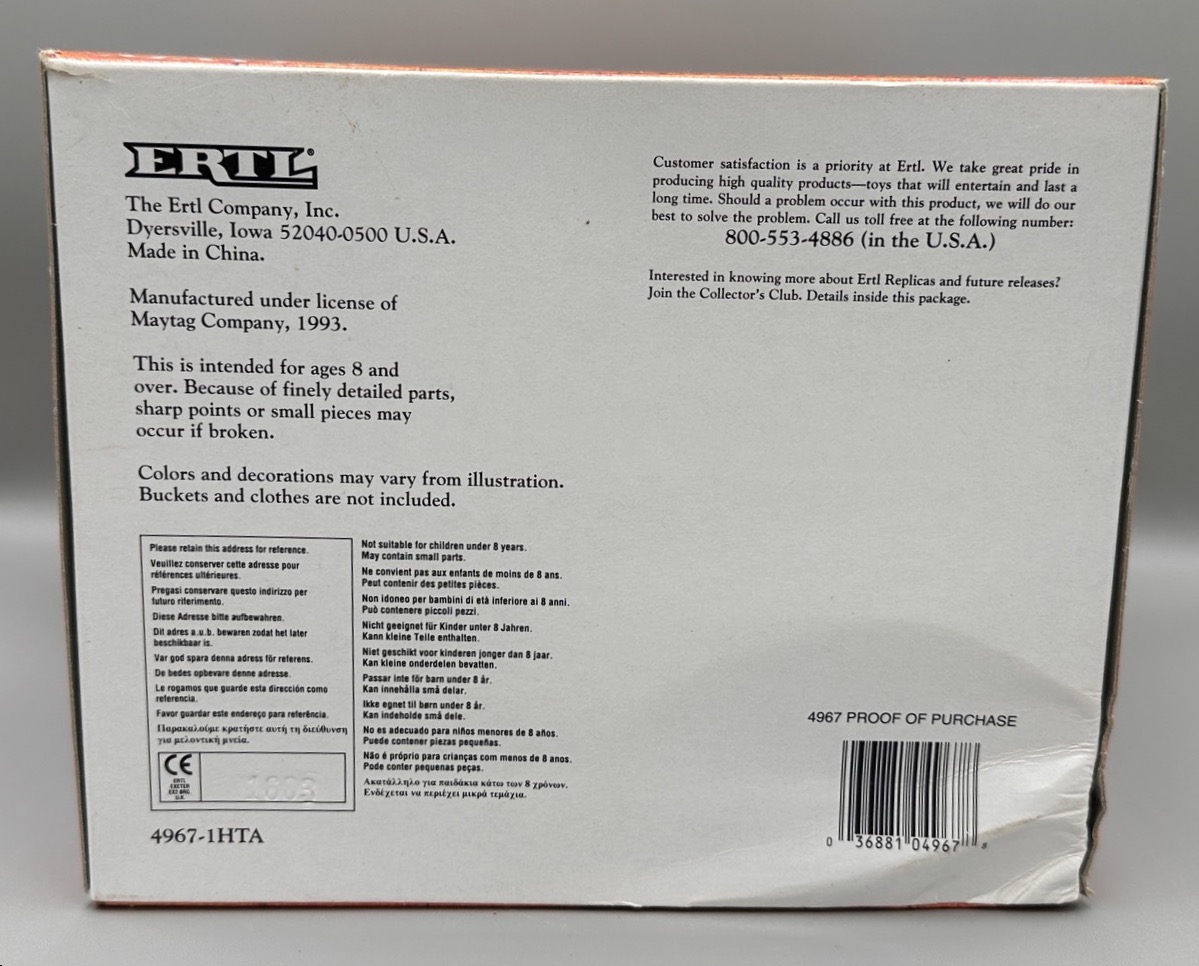 ERTL®
The Ertl Company, Inc.
Dyersville, Iowa 52040-0500 U.S.A.
Made in China.
Manufactured under license of
Maytag Company, 1993.
This is intended for ages 8 and
over. Because of finely detailed parts,
sharp points or small pieces may
occur if broken.
Colors and decorations may vary from illustration.
Buckets and clothes are not included.
Please retain this address for reference.
Veuillez conserver cette adresse pour
références ultérieures.
Pregasi conservare questo indirizzo per
futuro riferimento.
Diese Adresse bitte aufbewahren.
Dit adres a.u.b. bewaren zodat het later
beschikbaar is.
Var god spara denna adress för referens.
De bedes opbevare denne adresse.
Le rogamos que guarde esta dirección como
referencia.
Favor guardar este endereço para referência.
Παρακαλούμε κρατήστε αυτή τη διεύθυνση
για μελοντική μνεία.
CE
ERTL
EXETER
EX2 8NG
U.K.
1603
4967-1HTA
Not suitable for children under 8 years.
May contain small parts.
Ne convient pas aux enfants de moins de 8 ans.
Peut contenir des petites pièces.
Non idoneo per bambini di età inferiore ai 8 anni.
Può contenere piccoli pezzi.
Nicht geeignet für Kinder unter 8 Jahren.
Kann kleine Teile enthalten.
Niet geschikt voor kinderen jonger dan 8 jaar.
Kan kleine onderdelen bevatten.
Passar inte för barn under 8 år.
Kan innehålla små delar.
Ikke egnet til børn under 8 år.
Kan indeholde små dele.
No es adecuado para niños menores de 8 años.
Puede contener piezas pequeñas.
Não é próprio para crianças com menos de 8 anos.
Pode conter pequenas peças.
Ακατάλληλο για παιδάκια κάτω των 8 χρόνων.
Ενδέχεται να περιέχει μικρά τεμάχια.
Customer satisfaction is a priority at Ertl. We take great pride in
producing high quality products—toys that will entertain and last a
long time. Should a problem occur with this product, we will do our
best to solve the problem. Call us toll free at the following number:
800-553-4886 (in the U.S.A.)
Interested in knowing more about Ertl Replicas and future releases?
Join the Collector's Club. Details inside this package.
4967 PROOF OF PURCHASE
0 36881 04967 8